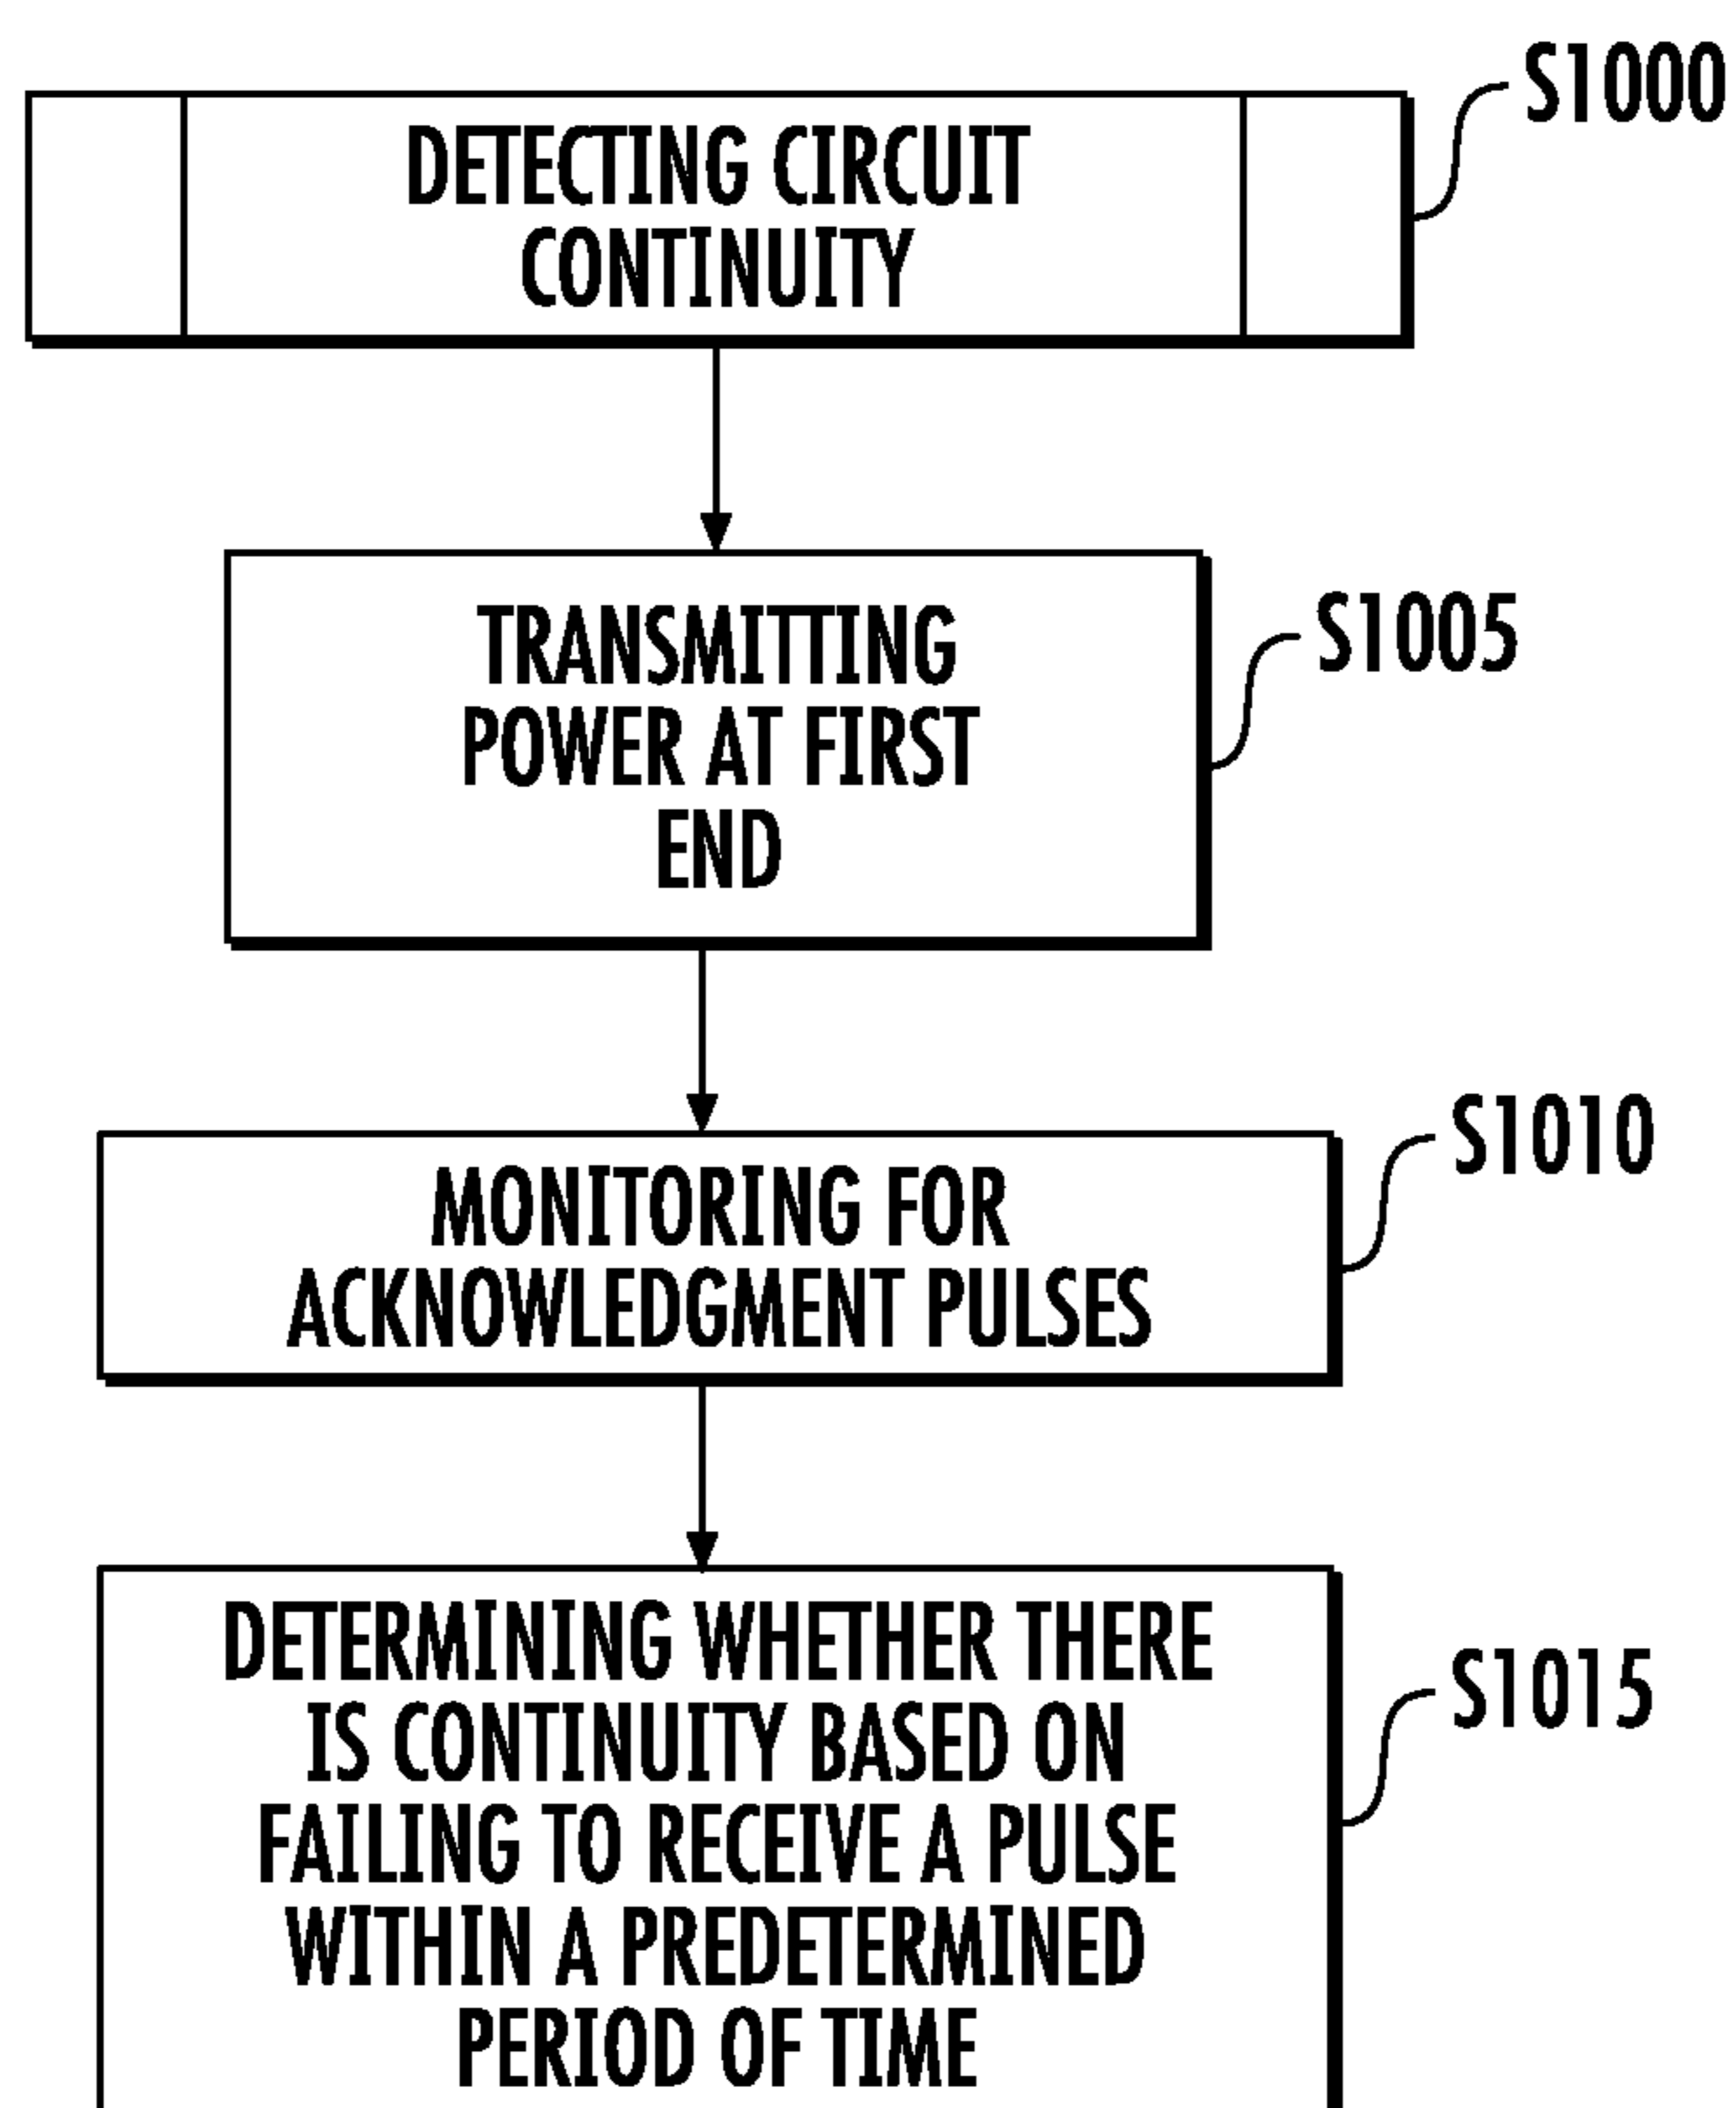 S1000
DETECTING CIRCUIT
CONTINUITY
S1005
TRANSMITTING
POWER AT FIRST
END
S1010
MONITORING FOR
ACKNOWLEDGMENT PULSES
S1015
DETERMINING WHETHER THERE
IS CONTINUITY BASED ON
FAILING TO RECEIVE A PULSE
WITHIN A PREDETERMINED
PERIOD OF TIME